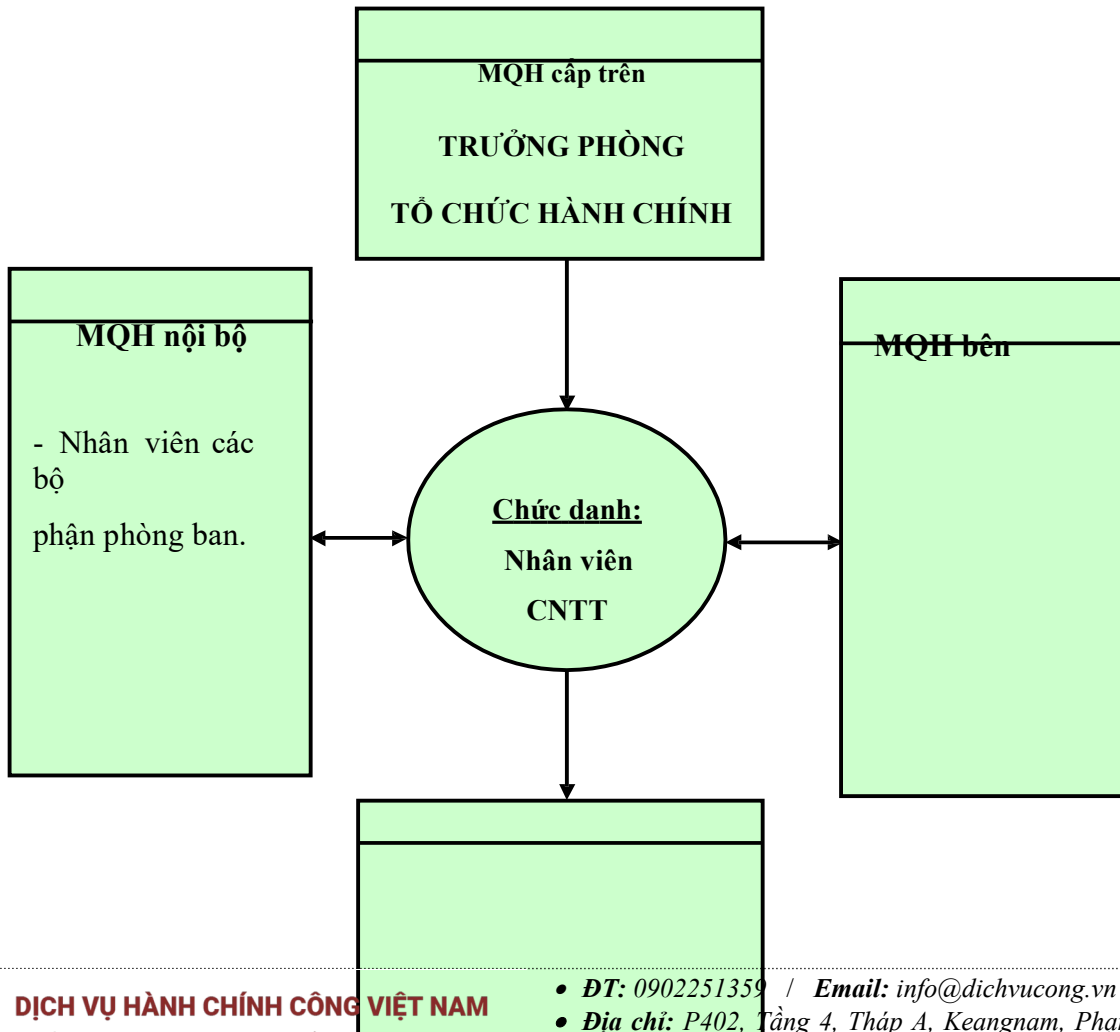 MQH cấp trên
TRƯỞNG PHÒNG
TỔ CHỨC HÀNH CHÍNH
MQH nội bộ
- Nhân viên các
bộ
phận phòng ban.
Chức danh:
Nhân viên
CNTT
MQH bên
DỊCH VỤ HÀNH CHÍNH CÔNG VIỆT NAM
• ĐT: 0902251359 / Email: info@dichvucong.vn
• Địa chỉ: P402, Tầng 4, Tháp A, Keangnam,